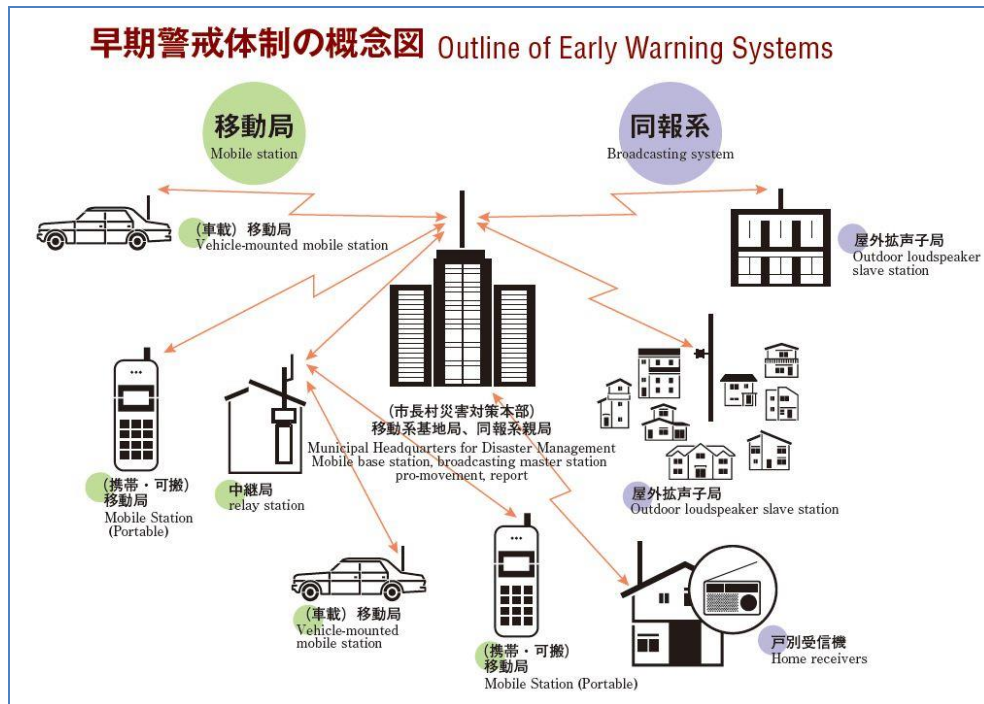 早期警戒体制の概念図 Outline of Early Warning Systems
移動局
Mobile station
同報系
Broadcasting system
(車載)移動局
Vehicle-mounted mobile station
屋外拡声子局
Outdoor loudspeaker
slave station
(市長村災害対策本部)
移動系基地局、同報系親局
Municipal Headquarters for Disaster Management
Mobile base station, broadcasting master station
pro-movement, report
(携帯・可搬)
移動局
Mobile Station
(Portable)
中継局
relay station
屋外拡声子局
Outdoor loudspeaker slave station
(車載)移動局
Vehicle-mounted
mobile station
(携帯・可搬)
移動局
Mobile Station (Portable)
戸別受信機
Home receivers